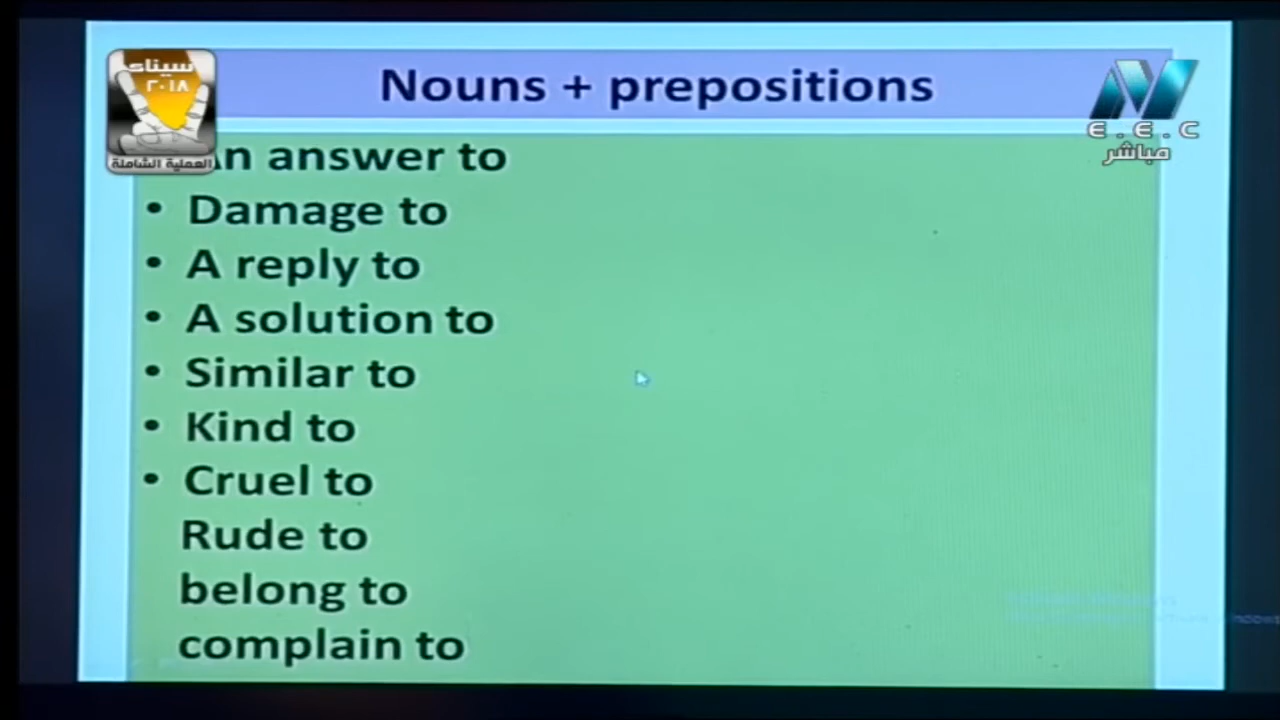 Nouns + prepositions
سيناء
٢٠١٨
العملية الشاملة
E.E.C
مباشر
An answer to
• Damage to
• A reply to
• A solution to
• Similar to
• Kind to
• Cruel to
Rude to
belong to
complain to